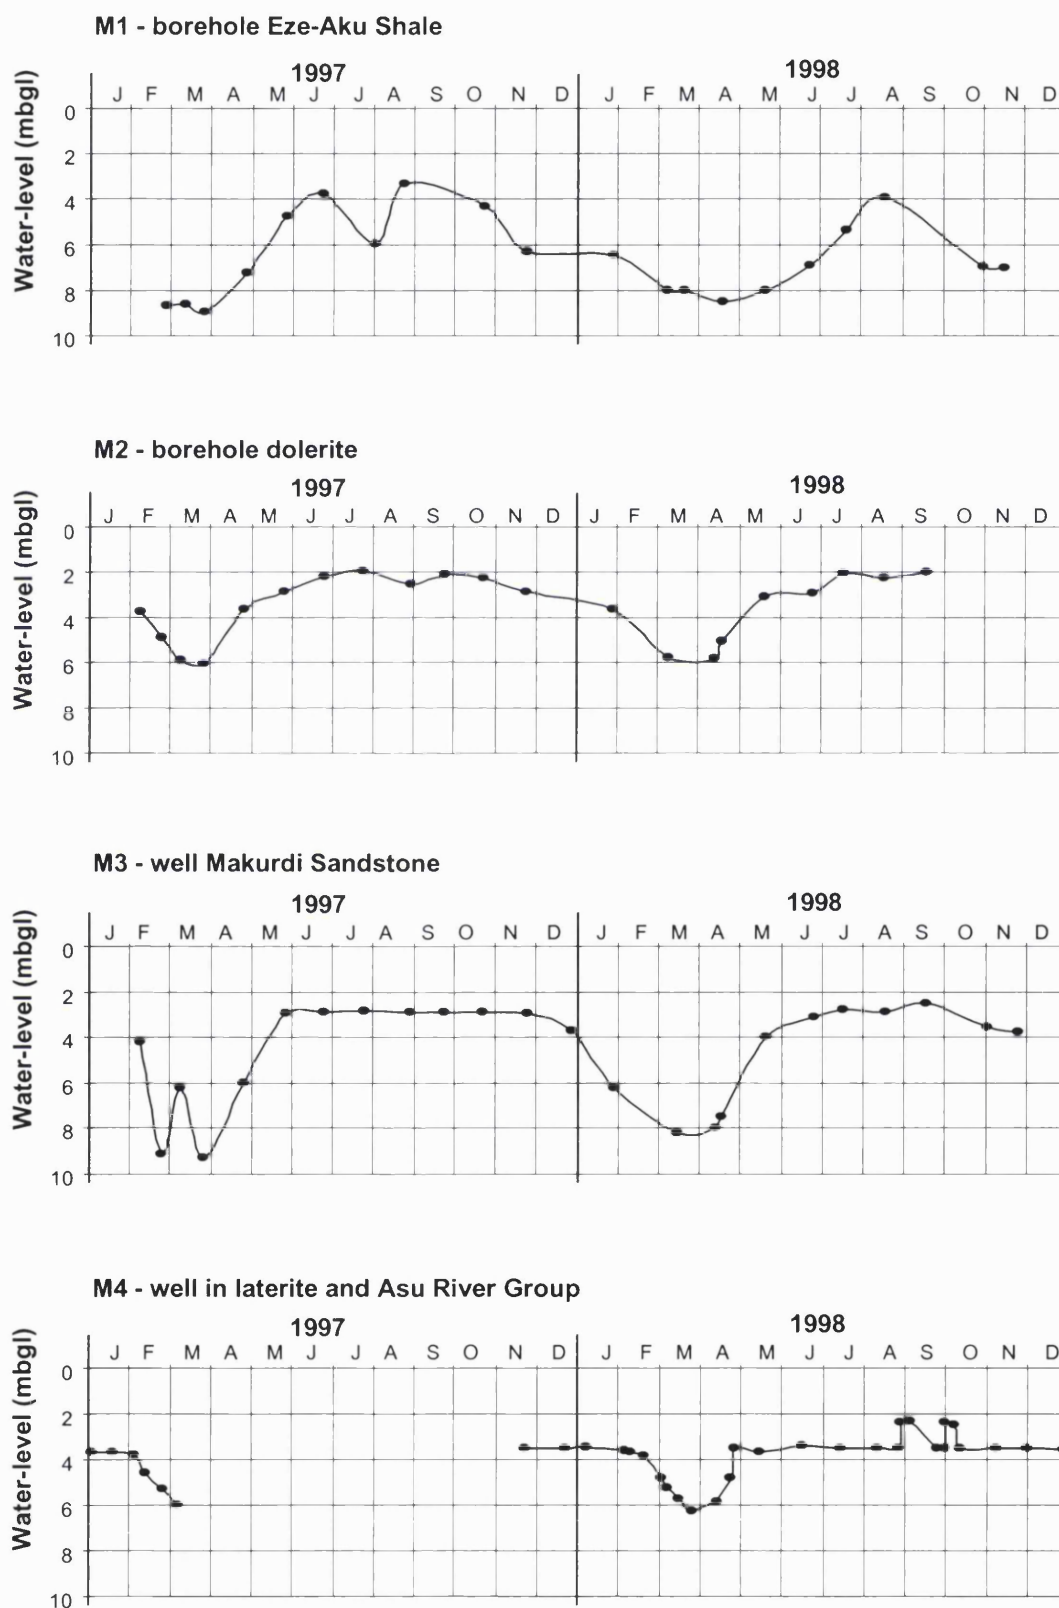 M1 - borehole Eze-Aku Shale
1997 1998
J F M A M J J A S O N D J F M A M J J A S O N D
Water-level (mbgl)
0
2
4
6
8
10
M2 - borehole dolerite
1997 1998
J F M A M J J A S O N D J F M A M J J A S O N D
Water-level (mbgl)
0
2
4
6
8
10
M3 - well Makurdi Sandstone
1997 1998
J F M A M J J A S O N D J F M A M J J A S O N D
Water-level (mbgl)
0
2
4
6
8
10
M4 - well in laterite and Asu River Group
1997 1998
J F M A M J J A S O N D J F M A M J J A S O N D
Water-level (mbgl)
0
2
4
6
8
10